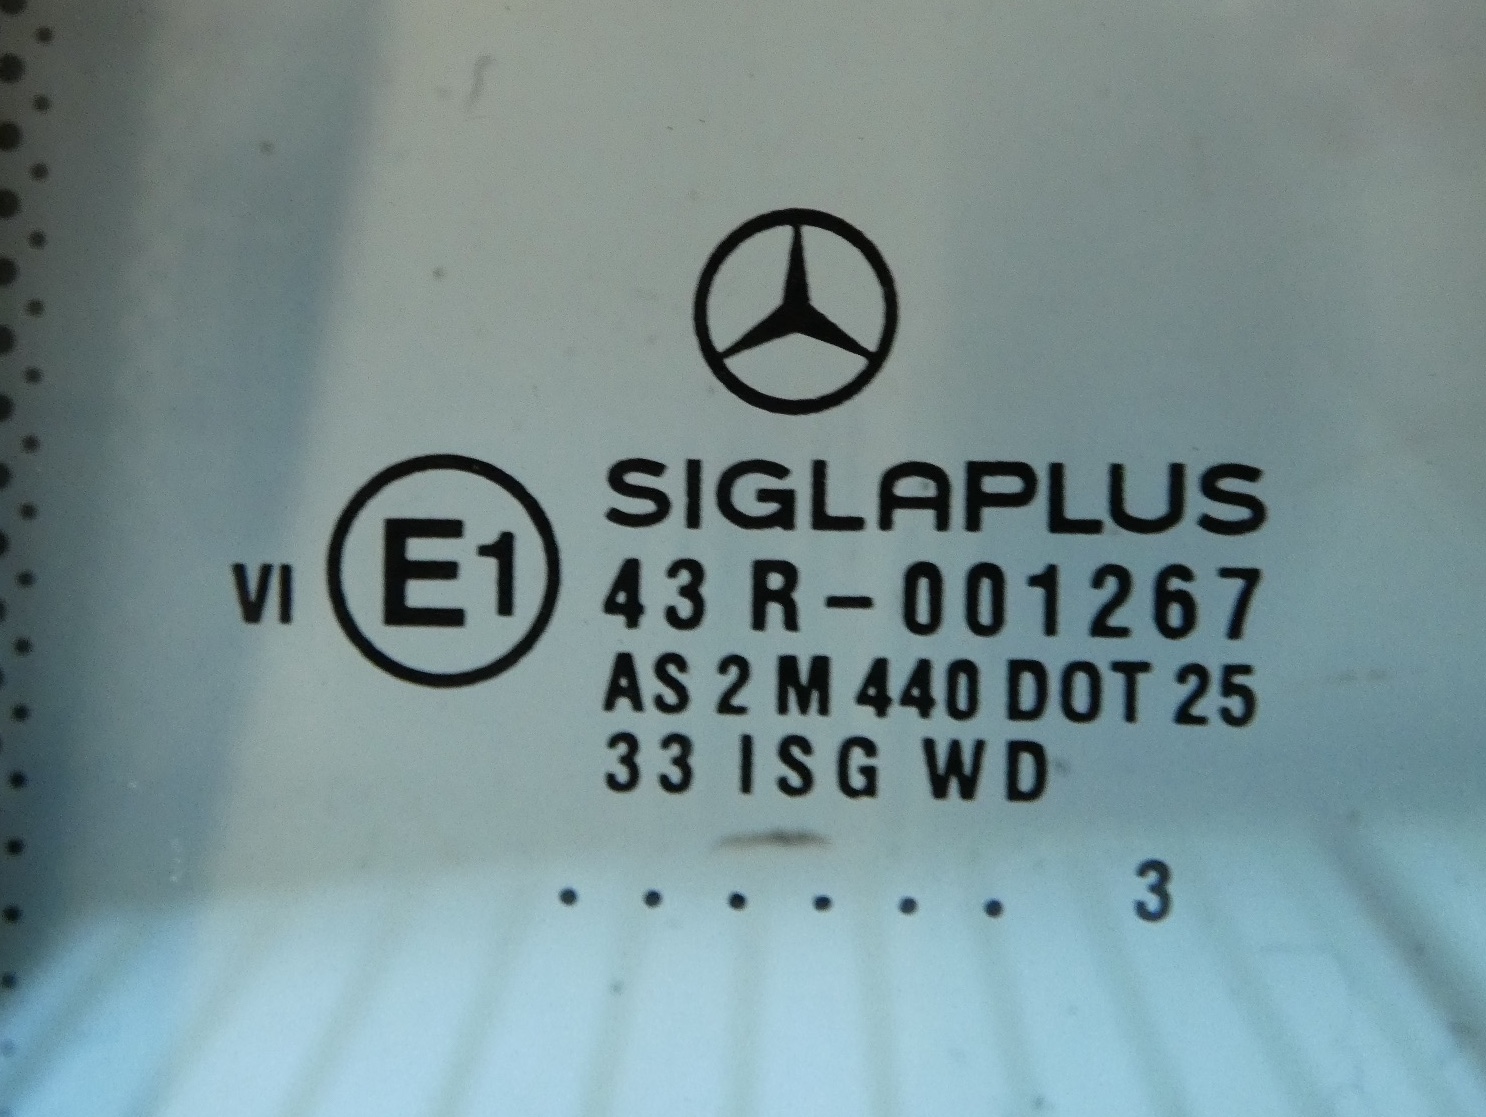 SIGLAPLUS
VI E1 43 R-001267
AS 2 M 440 DOT 25
33 ISG WD
. . . . . . 3